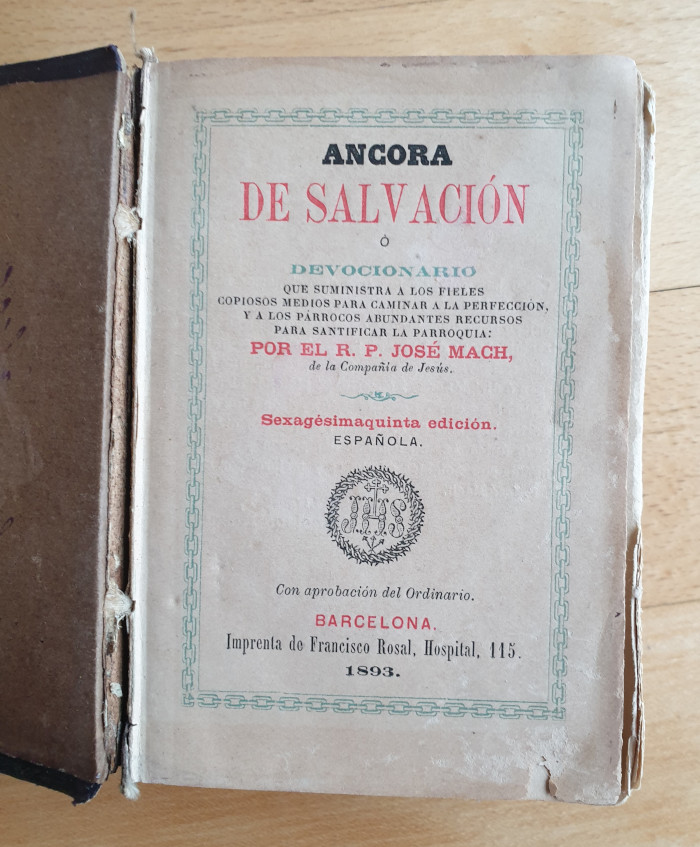 ANCORA
DE SALVACIÓN
Ò
DEVOCIONARIO
QUE SUMINISTRA A LOS FIELES
COPIOSOS MEDIOS PARA CAMINAR A LA PERFECCIÓN,
Y A LOS PÁRROCOS ABUNDANTES RECURSOS
PARA SANTIFICAR LA PARROQUIA:
POR EL R. P. JOSÉ MACH,
de la Compañía de Jesús.
Sexagésimaquinta edición.
ESPAÑOLA.
JHS
Con aprobación del Ordinario.
BARCELONA.
Imprenta de Francisco Rosal, Hospital, 115.
1893.